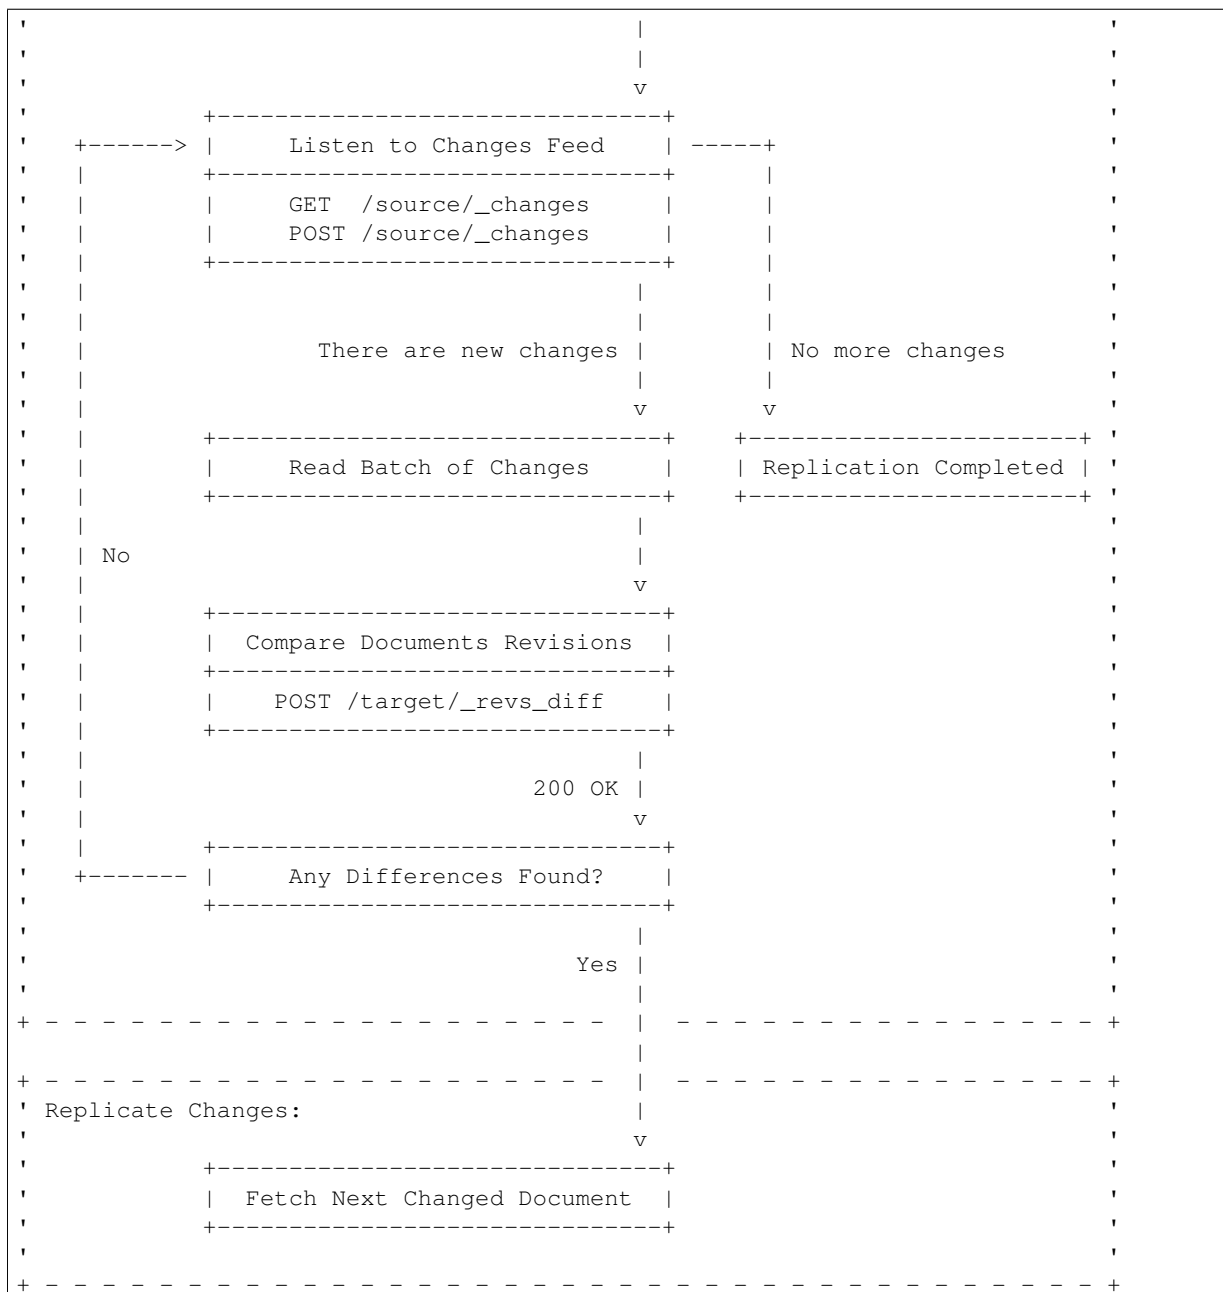 Listen to Changes Feed
GET /source/_changes
POST /source/_changes
There are new changes
No more changes
Read Batch of Changes
Replication Completed
No
Compare Documents Revisions
POST /target/_revs_diff
200 OK
Any Differences Found?
Yes
Replicate Changes:
Fetch Next Changed Document